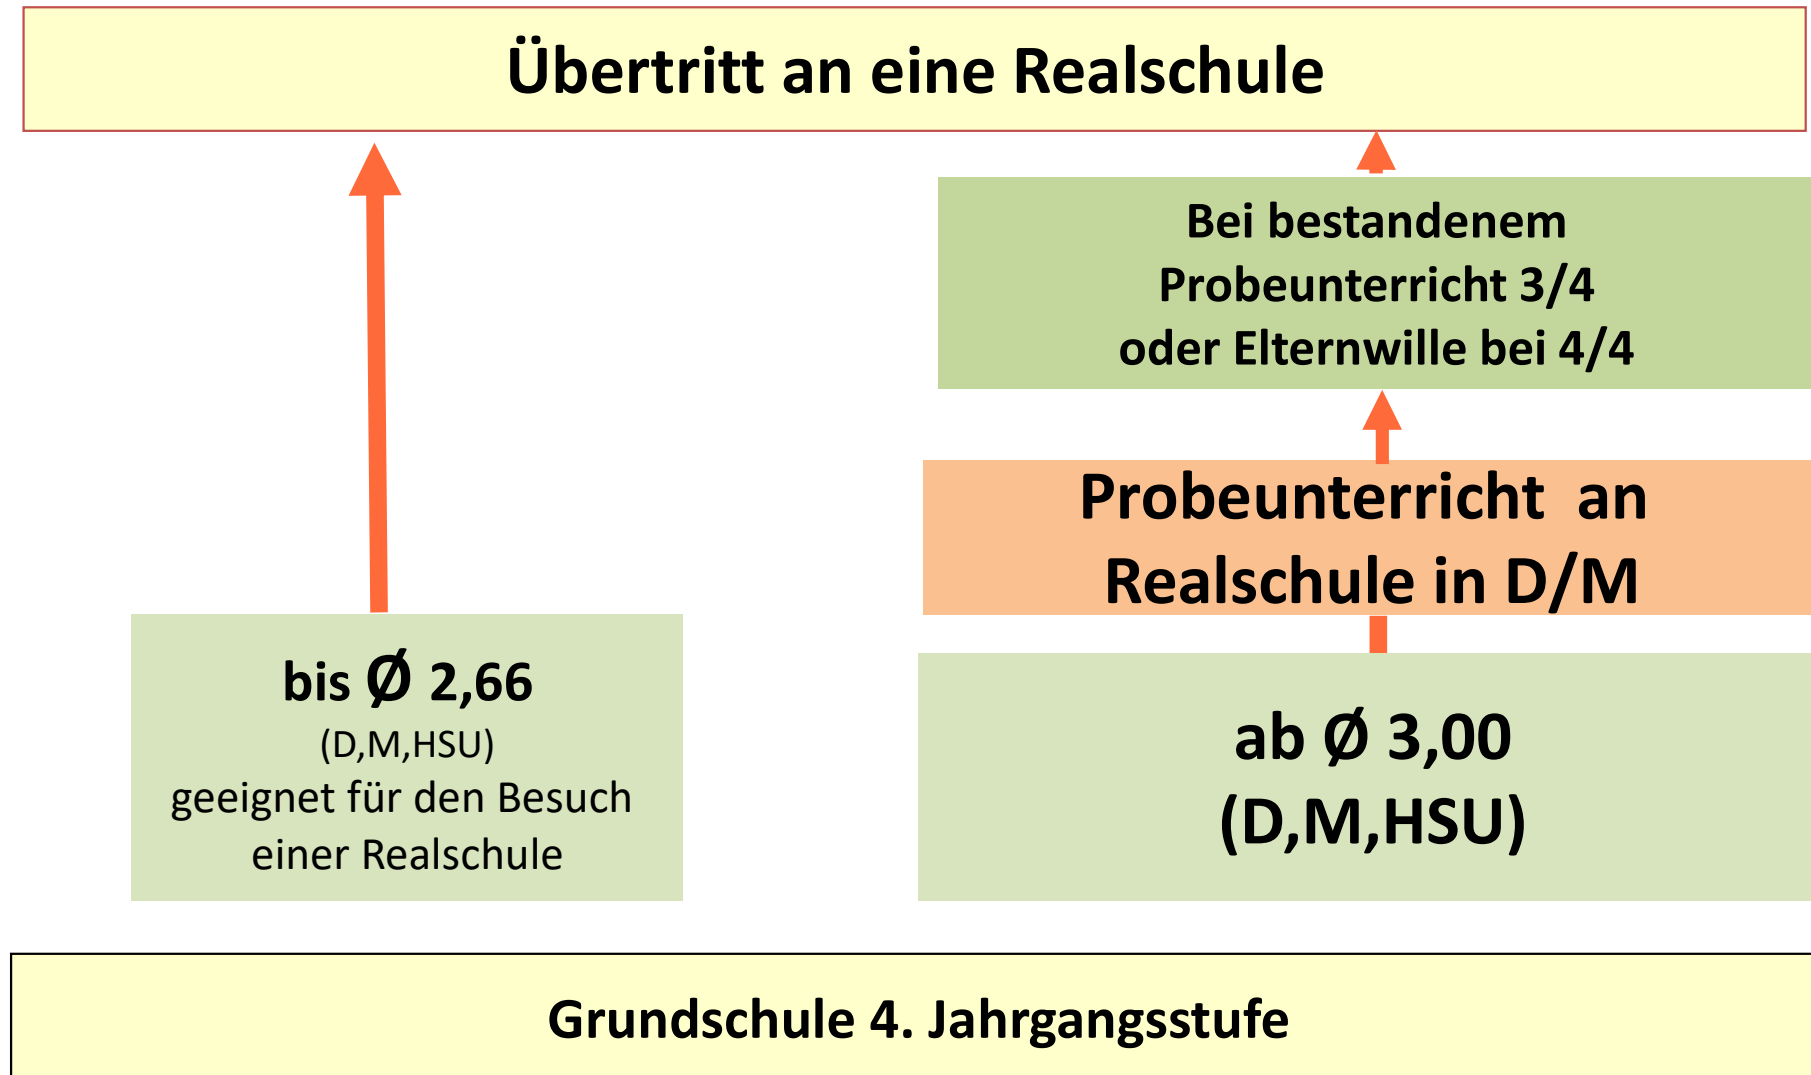 Übertritt an eine Realschule
Bei bestandenem
Probeunterricht 3/4
oder Elternwille bei 4/4
Probeunterricht an
Realschule in D/M
bis Ø 2,66
(D,M,HSU)
geeignet für den Besuch
einer Realschule
ab Ø 3,00
(D,M,HSU)
Grundschule 4. Jahrgangsstufe